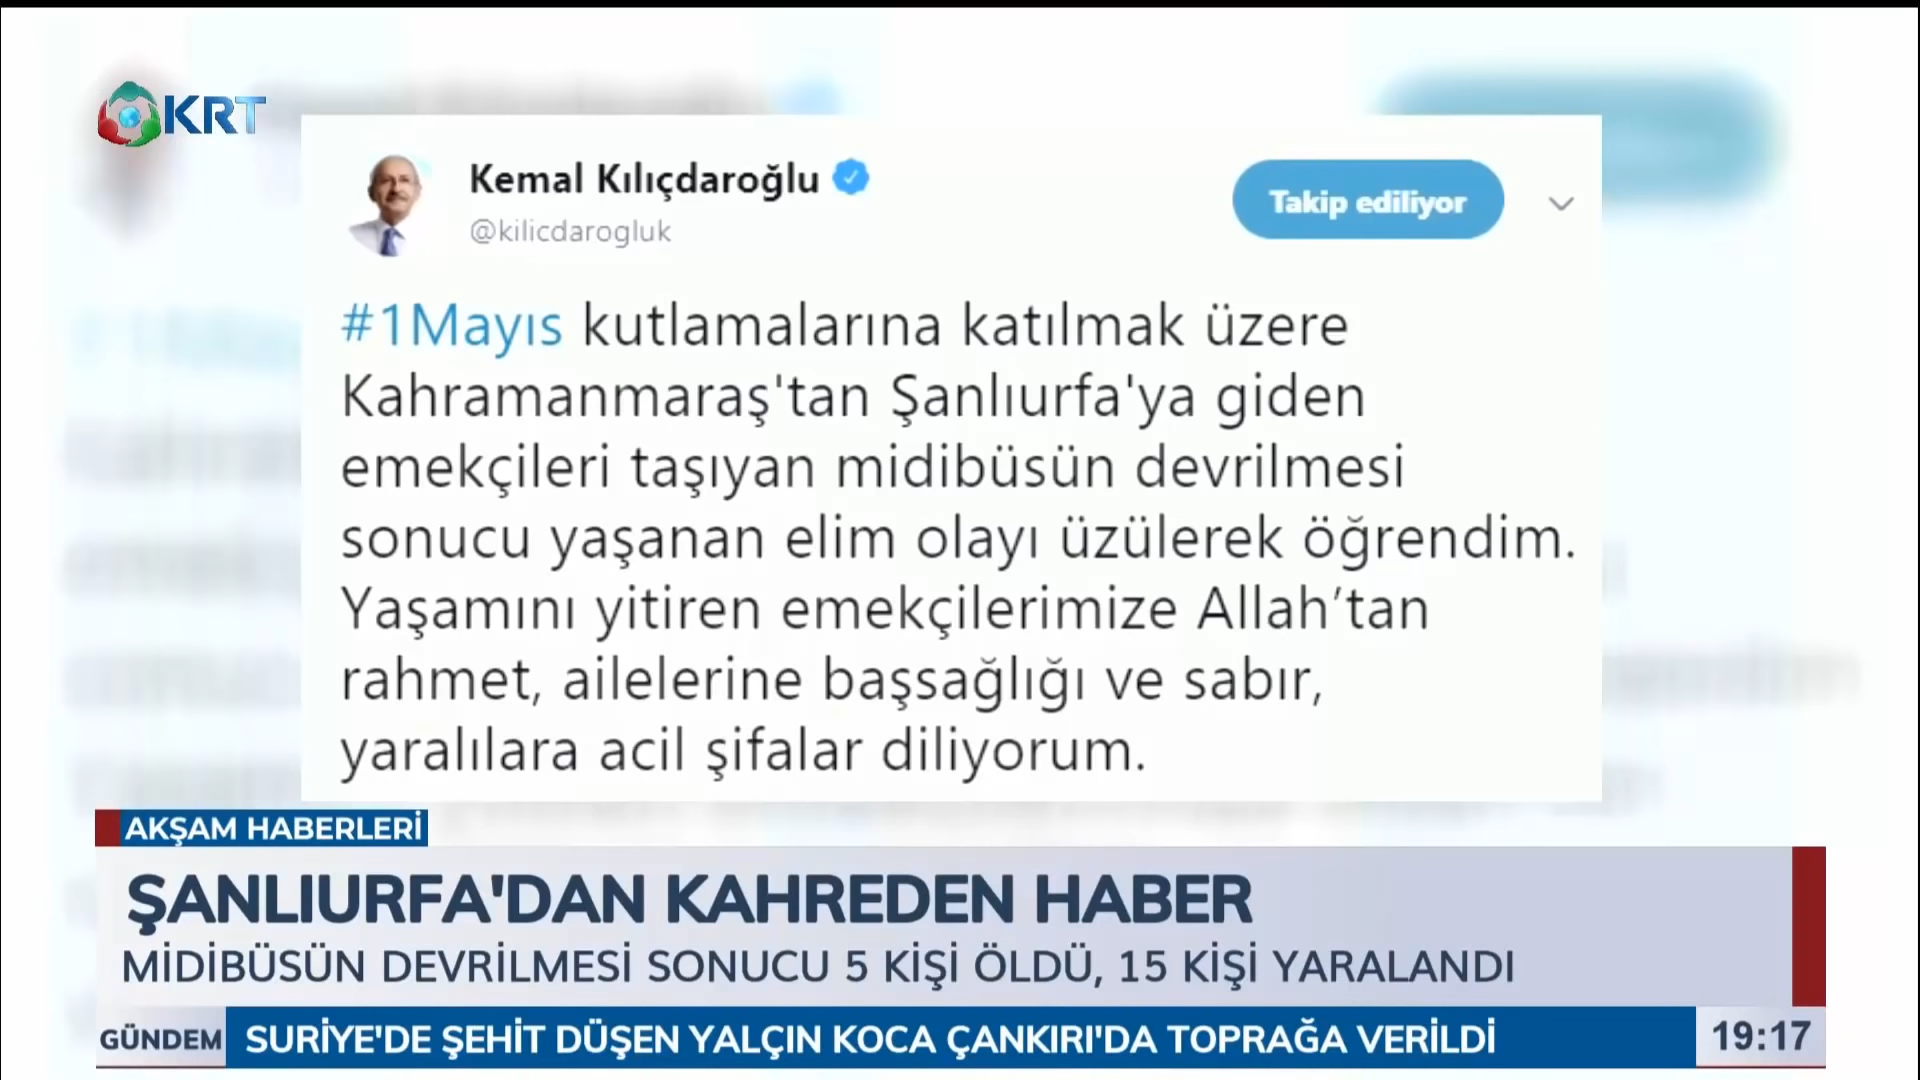 KRT
Kemal Kılıçdaroğlu
@kilicdarogluk
Takip ediliyor
#1Mayıs kutlamalarına katılmak üzere
Kahramanmaraş'tan Şanlıurfa'ya giden
emekçileri taşıyan midibüsün devrilmesi
sonucu yaşanan elim olayı üzülerek öğrendim.
Yaşamını yitiren emekçilerimize Allah’tan
rahmet, ailelerine başsağlığı ve sabır,
yaralılara acil şifalar diliyorum.
AKŞAM HABERLERİ
ŞANLIURFA'DAN KAHREDEN HABER
MİDİBÜSÜN DEVRİLMESİ SONUCU 5 KİŞİ ÖLDÜ, 15 KİŞİ YARALANDI
GÜNDEM SURİYE'DE ŞEHİT DÜŞEN YALÇIN KOCA ÇANKIRI'DA TOPRAĞA VERİLDİ 19:17